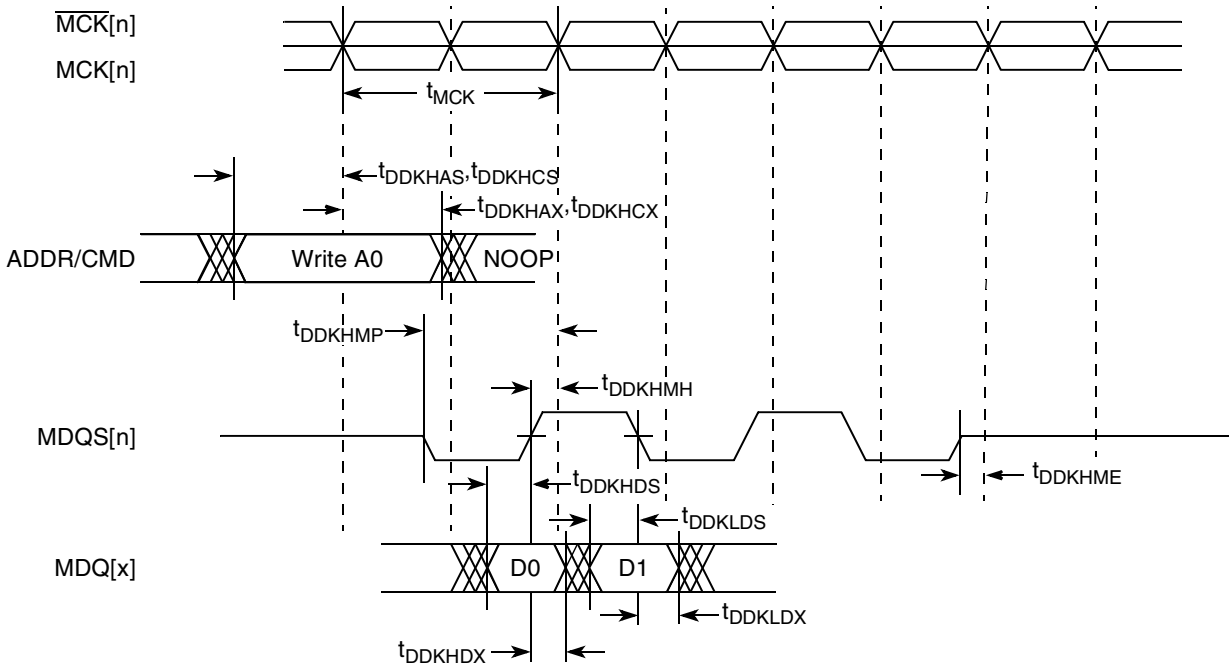 MCK[n]
MCK[n]
tMCK
tDDKHAS,tDDKHCS
tDDKHAX,tDDKHCX
ADDR/CMD
Write A0
NOOP
tDDKHMP
tDDKHMH
MDQS[n]
tDDKHME
tDDKHDS
tDDKLDS
MDQ[x]
D0
D1
tDDKLDX
tDDKHDX